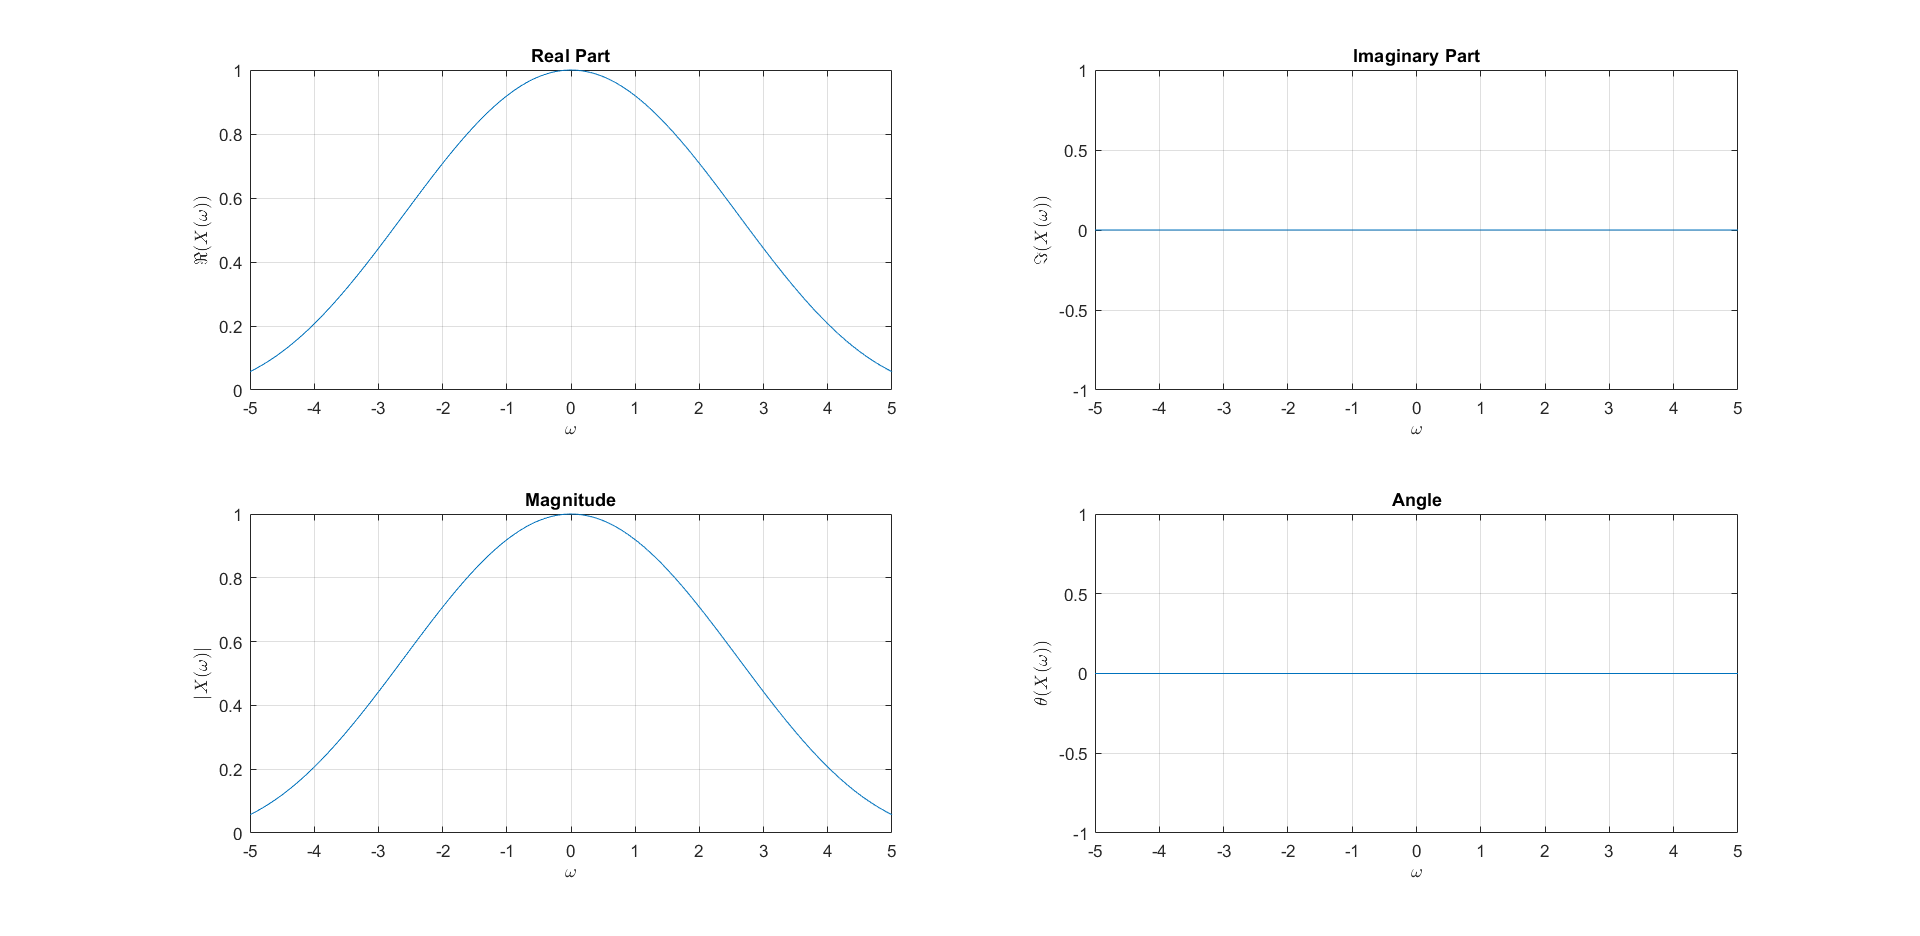 Real Part
1
0.8
0.6
0.4
0.2
0
ℜ(X(ω))
-5 -4 -3 -2 -1 0 1 2 3 4 5
ω
Imaginary Part
1
0.5
0
-0.5
-1
ℑ(X(ω))
-5 -4 -3 -2 -1 0 1 2 3 4 5
ω
Magnitude
1
0.8
0.6
0.4
0.2
0
|X(ω)|
-5 -4 -3 -2 -1 0 1 2 3 4 5
ω
Angle
1
0.5
0
-0.5
-1
θ(X(ω))
-5 -4 -3 -2 -1 0 1 2 3 4 5
ω